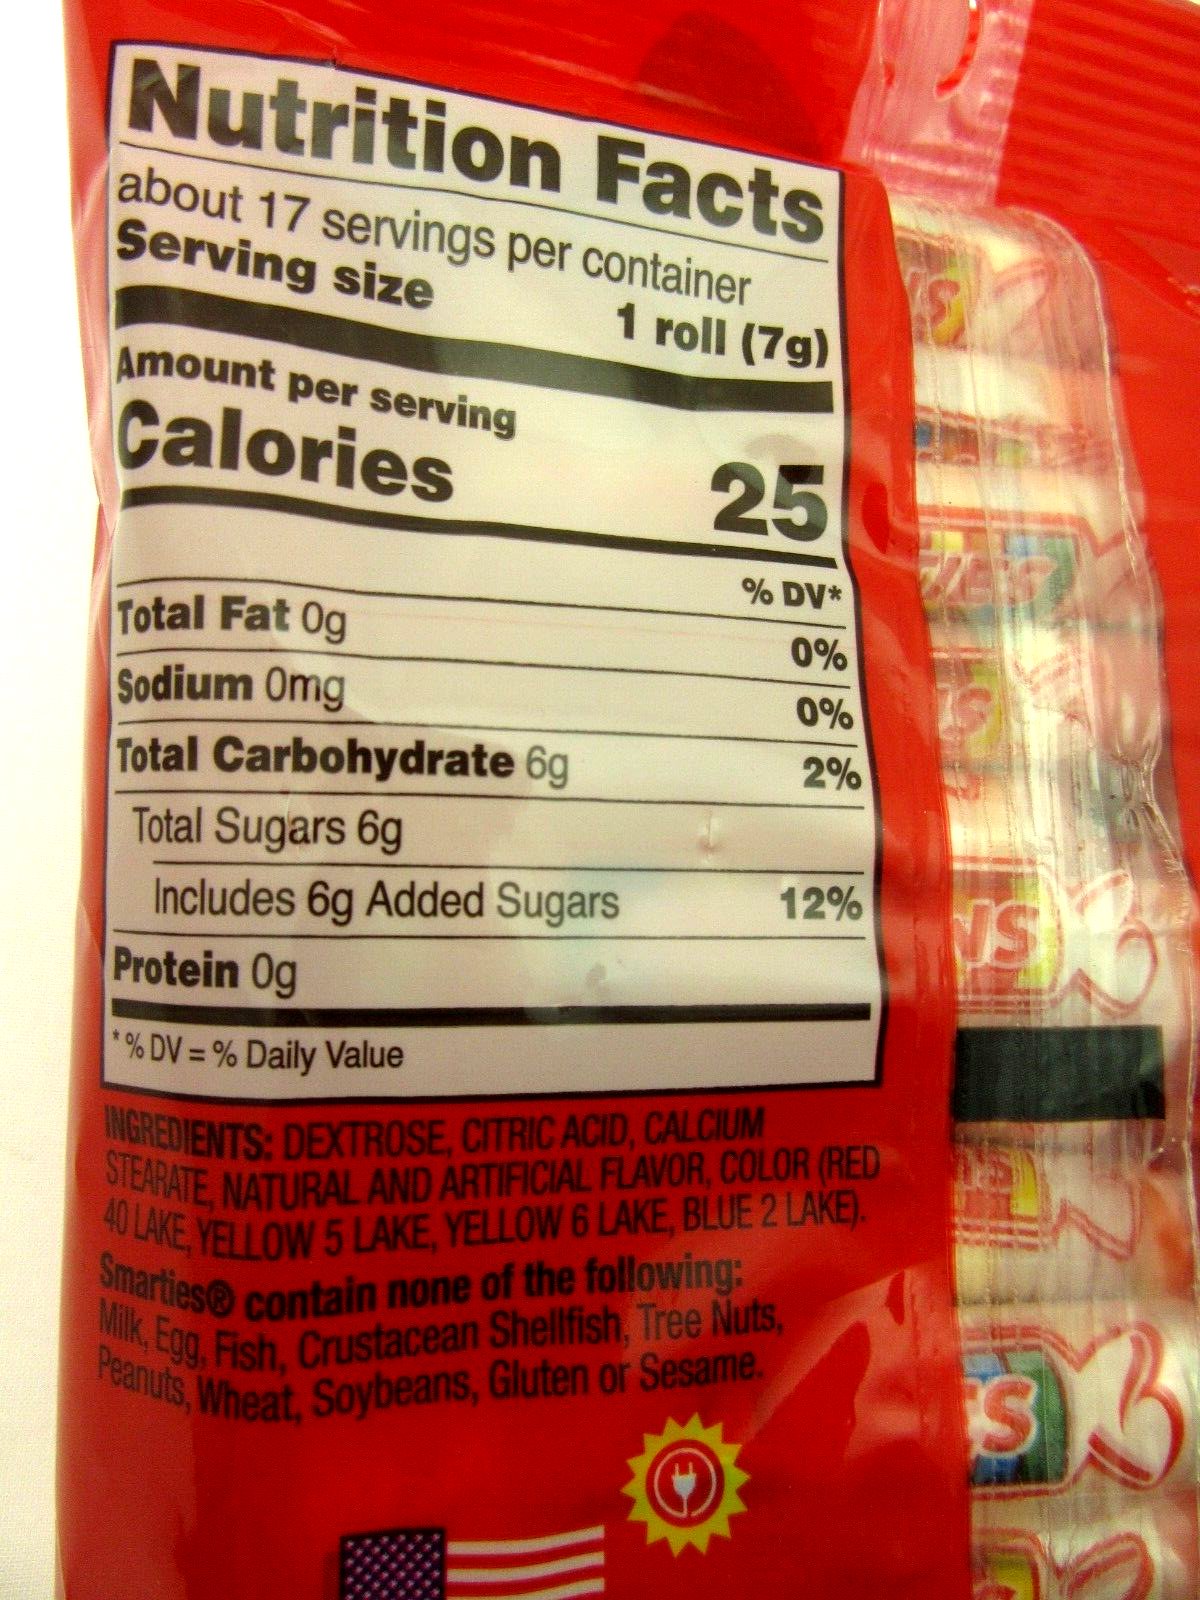 Nutrition Facts
about 17 servings per container
Serving size 1 roll (7g)
Amount per serving
Calories 25
% DV*
Total Fat 0g 0%
Sodium 0mg 0%
Total Carbohydrate 6g 2%
Total Sugars 6g
Includes 6g Added Sugars 12%
Protein 0g
* % DV = % Daily Value
INGREDIENTS: DEXTROSE, CITRIC ACID, CALCIUM
STEARATE, NATURAL AND ARTIFICIAL FLAVOR, COLOR (RED
40 LAKE, YELLOW 5 LAKE, YELLOW 6 LAKE, BLUE 2 LAKE).
Smarties® contain none of the following:
Milk, Egg, Fish, Crustacean Shellfish, Tree Nuts,
Peanuts, Wheat, Soybeans, Gluten or Sesame.